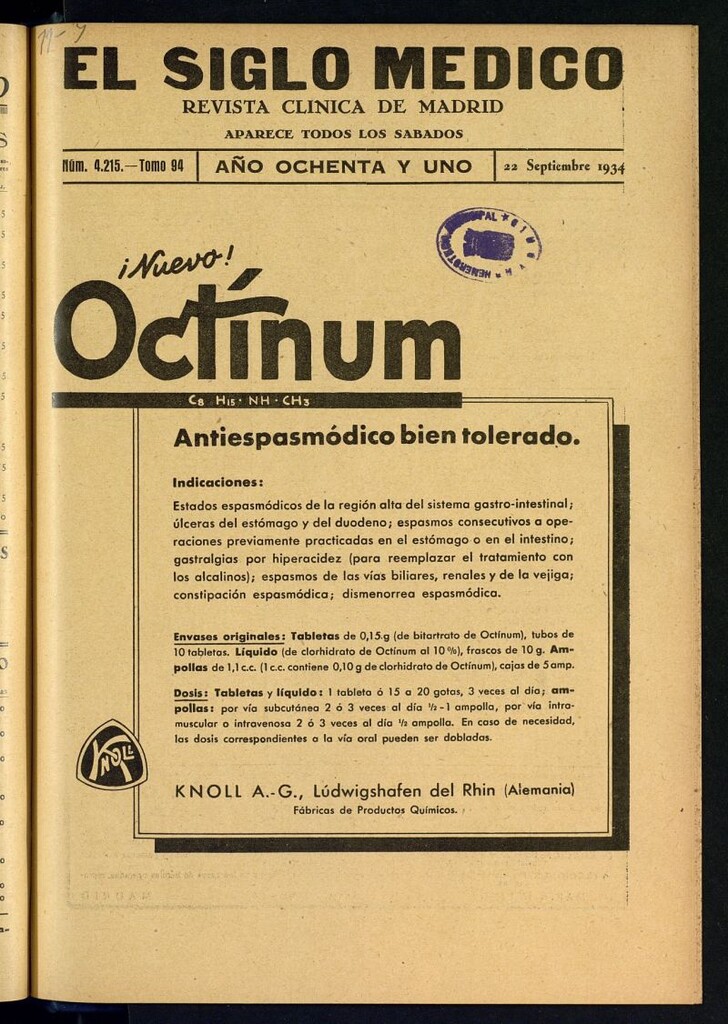 EL SIGLO MEDICO
REVISTA CLINICA DE MADRID
APARECE TODOS LOS SABADOS
Núm. 4.215.—Tomo 94
AÑO OCHENTA Y UNO
22 Septiembre 1934
¡Nuevo!
Octínum
C8 H15 · NH · CH3
Antiespasmódico bien tolerado.
Indicaciones:
Estados espasmódicos de la región alta del sistema gastro-intestinal;
úlceras del estómago y del duodeno; espasmos consecutivos a ope-
raciones previamente practicadas en el estómago o en el intestino;
gastralgias por hiperacidez (para reemplazar el tratamiento con
los alcalinos); espasmos de las vías biliares, renales y de la vejiga;
constipación espasmódica; dismenorrea espasmódica.
Envases originales: Tabletas de 0,15 g (de bitartrato de Octínum), tubos de
10 tabletas. Líquido (de clorhidrato de Octínum al 10 %), frascos de 10 g. Am-
pollas de 1,1 c.c. (1 c.c. contiene 0,10 g de clorhidrato de Octínum), cajas de 5 amp.
Dosis: Tabletas y líquido: 1 tableta ó 15 a 20 gotas, 3 veces al día; am-
pollas: por vía subcutánea 2 ó 3 veces al día ½-1 ampolla, por vía intra-
muscular o intravenosa 2 ó 3 veces al día ½ ampolla. En caso de necesidad,
las dosis correspondientes a la vía oral pueden ser dobladas.
KNOLL
KNOLL A.-G., Lúdwigshafen del Rhin (Alemania)
Fábricas de Productos Químicos.